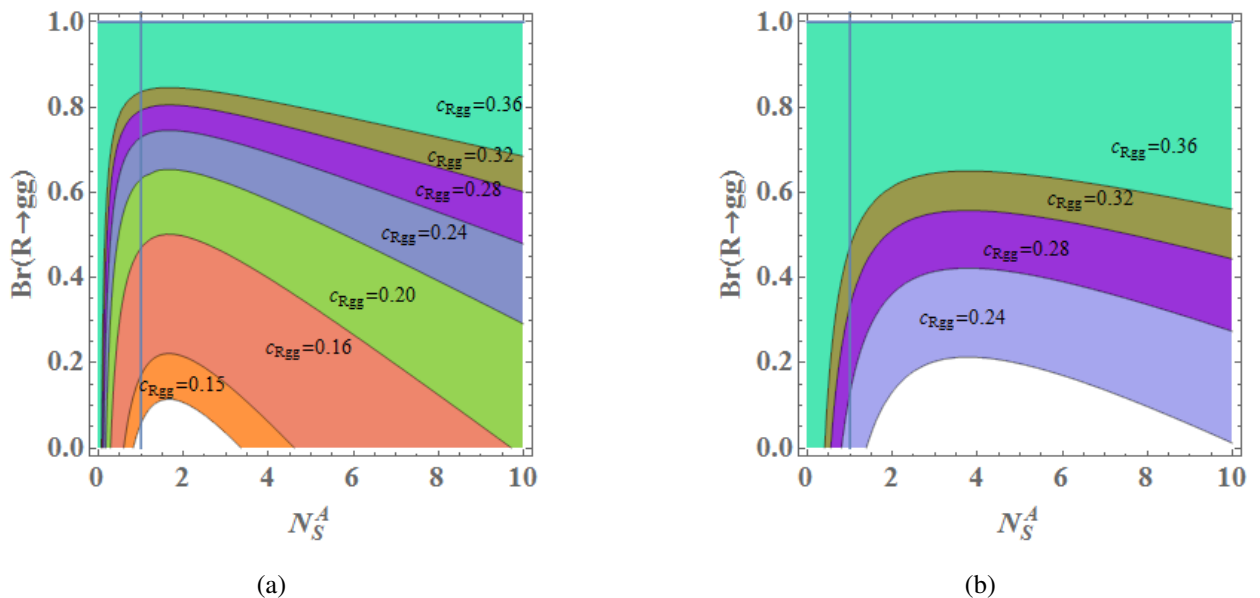 1.0
0.8
0.6
0.4
0.2
0.0
Br(R→gg)
c_Rgg=0.36
c_Rgg=0.32
c_Rgg=0.28
c_Rgg=0.24
c_Rgg=0.20
c_Rgg=0.16
c_Rgg=0.15
0 2 4 6 8 10
N_S^A
(a)
1.0
0.8
0.6
0.4
0.2
0.0
Br(R→gg)
c_Rgg=0.36
c_Rgg=0.32
c_Rgg=0.28
c_Rgg=0.24
0 2 4 6 8 10
N_S^A
(b)